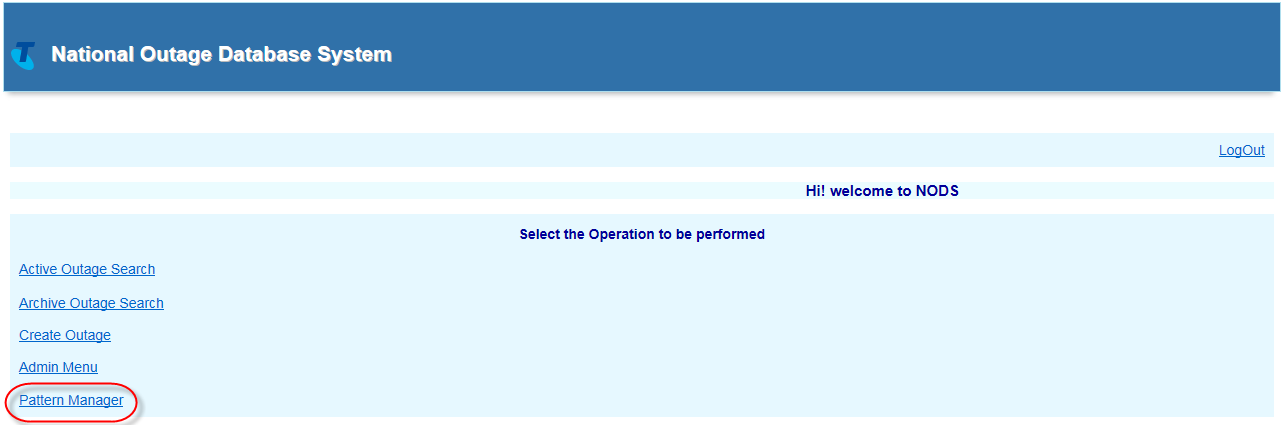 National Outage Database System
LogOut
Hi! welcome to NODS
Select the Operation to be performed
Active Outage Search
Archive Outage Search
Create Outage
Admin Menu
Pattern Manager